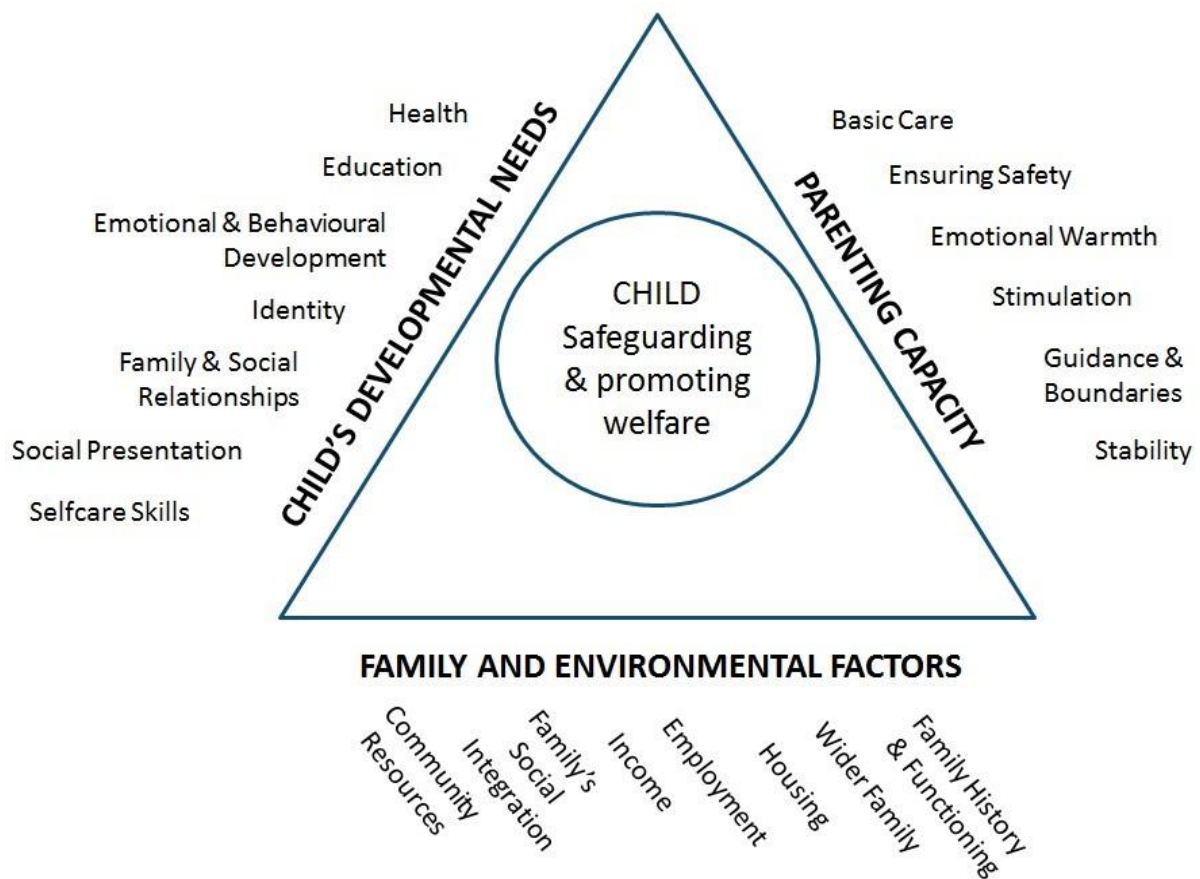 Health
Education
Emotional & Behavioural
Development
Identity
Family & Social
Relationships
Social Presentation
Selfcare Skills
CHILD'S DEVELOPMENTAL NEEDS
CHILD
Safeguarding
& promoting
welfare
PARENTING CAPACITY
Basic Care
Ensuring Safety
Emotional Warmth
Stimulation
Guidance &
Boundaries
Stability
FAMILY AND ENVIRONMENTAL FACTORS
Community
Resources
Family's
Social
Integration
Income
Employment
Housing
Wider Family
Family History
& Functioning